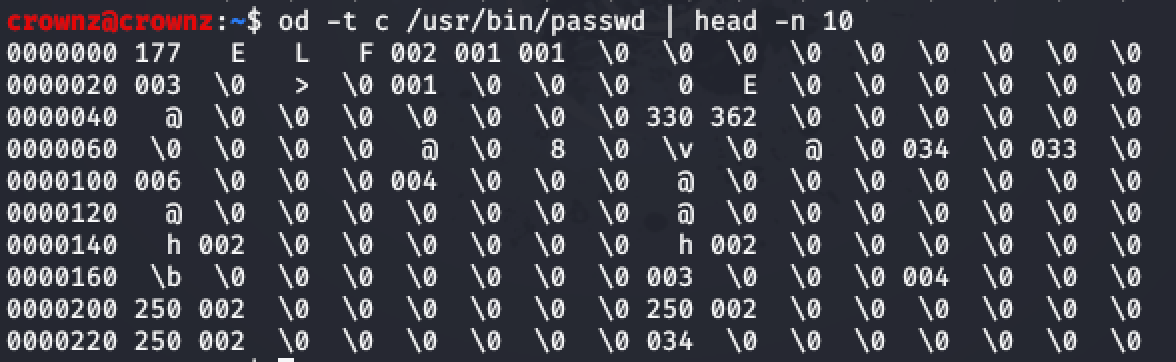 crownz@crownz:~$ od -t c /usr/bin/passwd | head -n 10
0000000 177   E   L   F 002 001 001  \0  \0  \0  \0  \0  \0  \0  \0  \0
0000020 003  \0   >  \0 001  \0  \0  \0   0   E  \0  \0  \0  \0  \0  \0
0000040   @  \0  \0  \0  \0  \0  \0  \0 330 362  \0  \0  \0  \0  \0  \0
0000060  \0  \0  \0  \0   @  \0   8  \0  \v  \0   @  \0 034  \0 033  \0
0000100 006  \0  \0  \0 004  \0  \0  \0   @  \0  \0  \0  \0  \0  \0  \0
0000120   @  \0  \0  \0  \0  \0  \0  \0   @  \0  \0  \0  \0  \0  \0  \0
0000140   h 002  \0  \0  \0  \0  \0  \0   h 002  \0  \0  \0  \0  \0  \0
0000160  \b  \0  \0  \0  \0  \0  \0  \0 003  \0  \0  \0 004  \0  \0  \0
0000200 250 002  \0  \0  \0  \0  \0  \0 250 002  \0  \0  \0  \0  \0  \0
0000220 250 002  \0  \0  \0  \0  \0  \0 034  \0  \0  \0  \0  \0  \0  \0